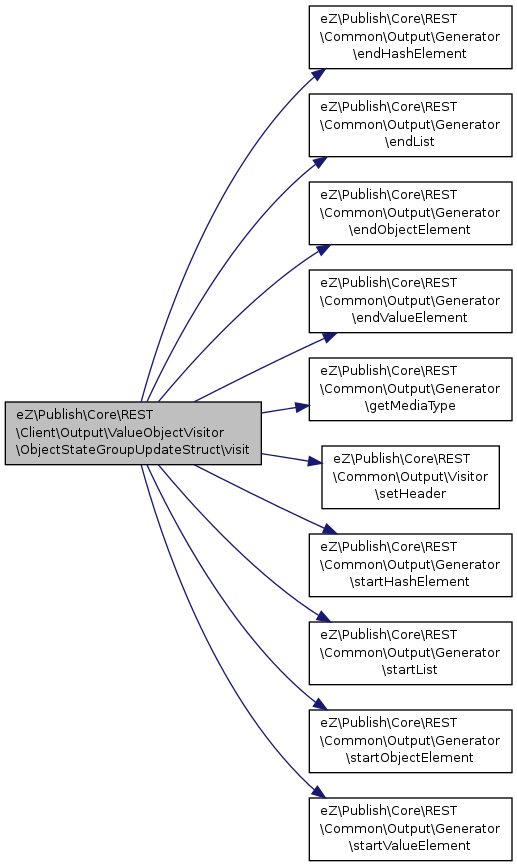 eZ\Publish\Core\REST
\Common\Output\Generator
\endHashElement
eZ\Publish\Core\REST
\Common\Output\Generator
\endList
eZ\Publish\Core\REST
\Common\Output\Generator
\endObjectElement
eZ\Publish\Core\REST
\Common\Output\Generator
\endValueElement
eZ\Publish\Core\REST
\Common\Output\Generator
\getMediaType
eZ\Publish\Core\REST
\Client\Output\ValueObjectVisitor
\ObjectStateGroupUpdateStruct\visit
eZ\Publish\Core\REST
\Common\Output\Visitor
\setHeader
eZ\Publish\Core\REST
\Common\Output\Generator
\startHashElement
eZ\Publish\Core\REST
\Common\Output\Generator
\startList
eZ\Publish\Core\REST
\Common\Output\Generator
\startObjectElement
eZ\Publish\Core\REST
\Common\Output\Generator
\startValueElement